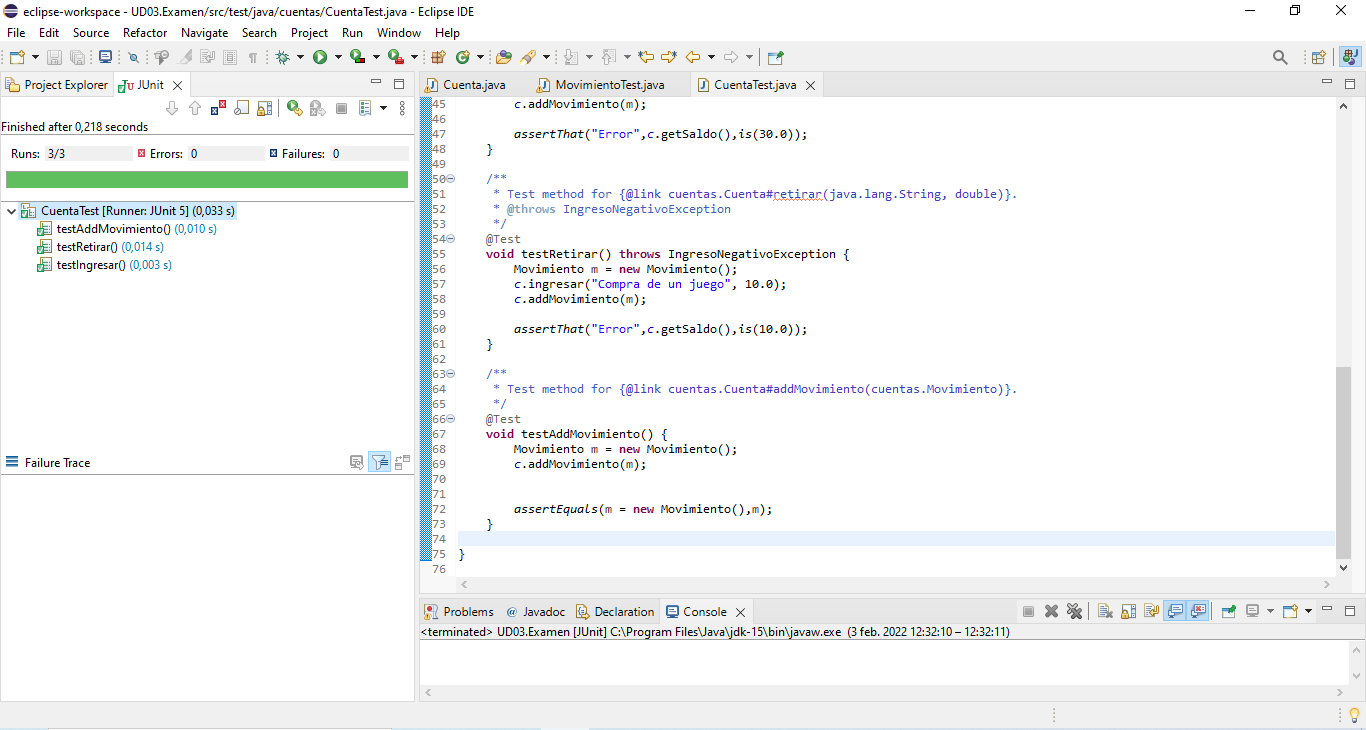 eclipse-workspace - UD03.Examen/src/test/java/cuentas/CuentaTest.java - Eclipse IDE
File Edit Source Refactor Navigate Search Project Run Window Help
Project Explorer JUnit
Finished after 0,218 seconds
Runs: 3/3 Errors: 0 Failures: 0
CuentaTest [Runner: JUnit 5] (0,033 s)
testAddMovimiento() (0,010 s)
testRetirar() (0,014 s)
testIngresar() (0,003 s)
Failure Trace
Cuenta.java MovimientoTest.java CuentaTest.java
45 c.addMovimiento(m);
46
47 assertThat("Error",c.getSaldo(),is(30.0));
48 }
49
50 /**
51 * Test method for {@link cuentas.Cuenta#retirar(java.lang.String, double)}.
52 * @throws IngresoNegativoException
53 */
54 @Test
55 void testRetirar() throws IngresoNegativoException {
56 Movimiento m = new Movimiento();
57 c.ingresar("Compra de un juego", 10.0);
58 c.addMovimiento(m);
59
60 assertThat("Error",c.getSaldo(),is(10.0));
61 }
62
63 /**
64 * Test method for {@link cuentas.Cuenta#addMovimiento(cuentas.Movimiento)}.
65 */
66 @Test
67 void testAddMovimiento() {
68 Movimiento m = new Movimiento();
69 c.addMovimiento(m);
70
71
72 assertEquals(m = new Movimiento(),m);
73 }
74
75 }
76
Problems @ Javadoc Declaration Console
<terminated> UD03.Examen [JUnit] C:\Program Files\Java\jdk-15\bin\javaw.exe (3 feb. 2022 12:32:10 – 12:32:11)